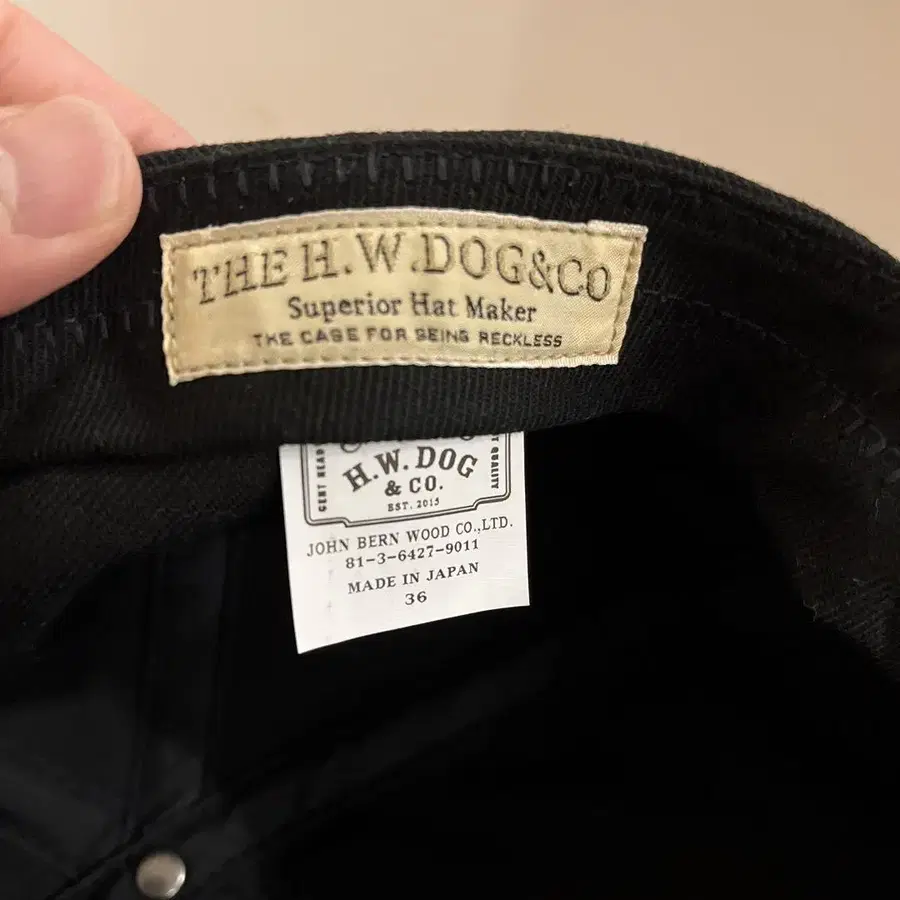 THE H.W.DOG&CO
Superior Hat Maker
THE CASE FOR BEING RECKLESS
H.W. DOG
& CO.
EST. 2015
QUALITY
JOHN BERN WOOD CO.,LTD.
81-3-6427-9011
MADE IN JAPAN
36